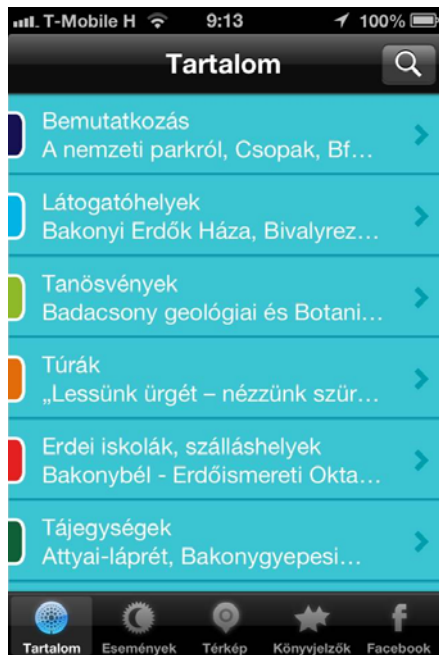 T-Mobile H 9:13 100%
Tartalom
Bemutatkozás
A nemzeti parkról, Csopak, Bf...
Látogatóhelyek
Bakonyi Erdők Háza, Bivalyrez...
Tanösvények
Badacsony geológiai és Botani...
Túrák
„Lessünk ürgét – nézzünk szür...
Erdei iskolák, szálláshelyek
Bakonybél - Erdőismereti Okta...
Tájegységek
Attyai-láprét, Bakonygyepesi...
Tartalom Események Térkép Könyvjelzők Facebook